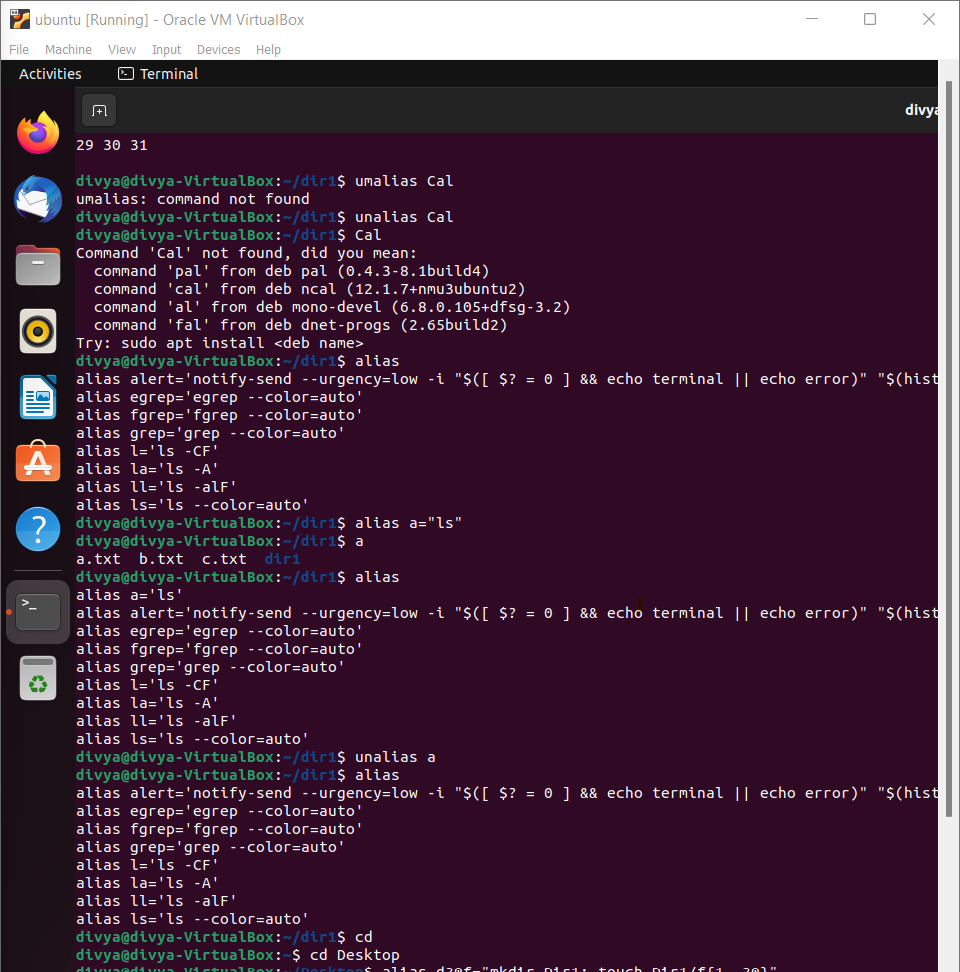 ubuntu [Running] - Oracle VM VirtualBox
File Machine View Input Devices Help
Activities Terminal
divya
29 30 31
divya@divya-VirtualBox:~/dir1$ umalias Cal
umalias: command not found
divya@divya-VirtualBox:~/dir1$ unalias Cal
divya@divya-VirtualBox:~/dir1$ Cal
Command 'Cal' not found, did you mean:
  command 'pal' from deb pal (0.4.3-8.1build4)
  command 'cal' from deb ncal (12.1.7+nmu3ubuntu2)
  command 'al' from deb mono-devel (6.8.0.105+dfsg-3.2)
  command 'fal' from deb dnet-progs (2.65build2)
Try: sudo apt install <deb name>
divya@divya-VirtualBox:~/dir1$ alias
alias alert='notify-send --urgency=low -i "$([ $? = 0 ] && echo terminal || echo error)" "$(hist
alias egrep='egrep --color=auto'
alias fgrep='fgrep --color=auto'
alias grep='grep --color=auto'
alias l='ls -CF'
alias la='ls -A'
alias ll='ls -alF'
alias ls='ls --color=auto'
divya@divya-VirtualBox:~/dir1$ alias a="ls"
divya@divya-VirtualBox:~/dir1$ a
a.txt  b.txt  c.txt  dir1
divya@divya-VirtualBox:~/dir1$ alias
alias a='ls'
alias alert='notify-send --urgency=low -i "$([ $? = 0 ] && echo terminal || echo error)" "$(hist
alias egrep='egrep --color=auto'
alias fgrep='fgrep --color=auto'
alias grep='grep --color=auto'
alias l='ls -CF'
alias la='ls -A'
alias ll='ls -alF'
alias ls='ls --color=auto'
divya@divya-VirtualBox:~/dir1$ unalias a
divya@divya-VirtualBox:~/dir1$ alias
alias alert='notify-send --urgency=low -i "$([ $? = 0 ] && echo terminal || echo error)" "$(hist
alias egrep='egrep --color=auto'
alias fgrep='fgrep --color=auto'
alias grep='grep --color=auto'
alias l='ls -CF'
alias la='ls -A'
alias ll='ls -alF'
alias ls='ls --color=auto'
divya@divya-VirtualBox:~/dir1$ cd
divya@divya-VirtualBox:~$ cd Desktop
divya@divya-VirtualBox:~/Desktop$ alias